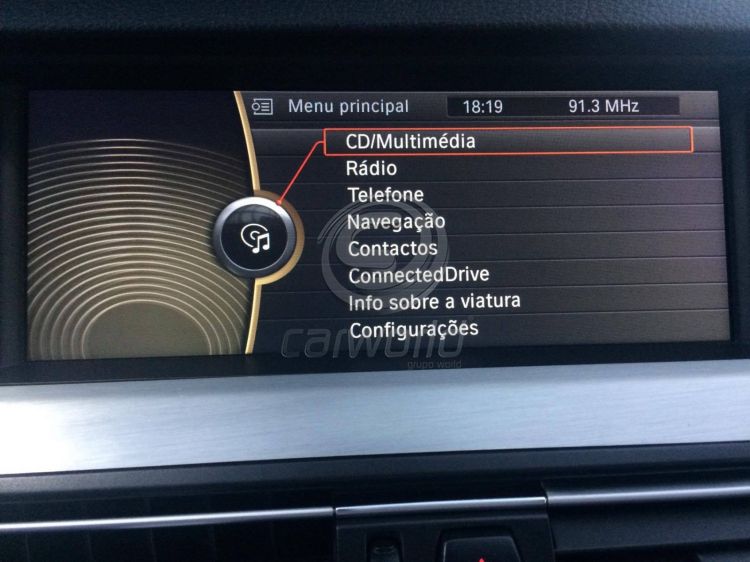 Menu principal 18:19 91.3 MHz
CD/Multimédia
Rádio
Telefone
Navegação
Contactos
ConnectedDrive
Info sobre a viatura
Configurações
carworld
grupo world